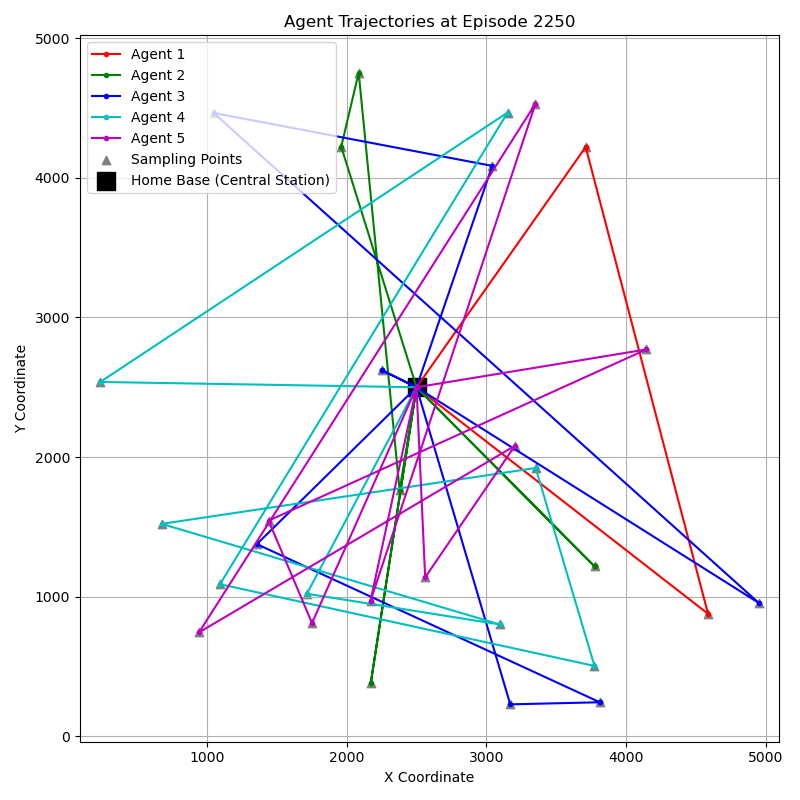 Agent Trajectories at Episode 2250
Agent 1
Agent 2
Agent 3
Agent 4
Agent 5
Sampling Points
Home Base (Central Station)
5000
4000
3000
2000
1000
0
Y Coordinate
1000
2000
3000
4000
5000
X Coordinate